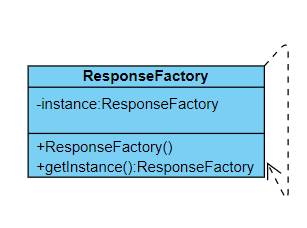 ResponseFactory
-instance:ResponseFactory
+ResponseFactory()
+getInstance():ResponseFactory